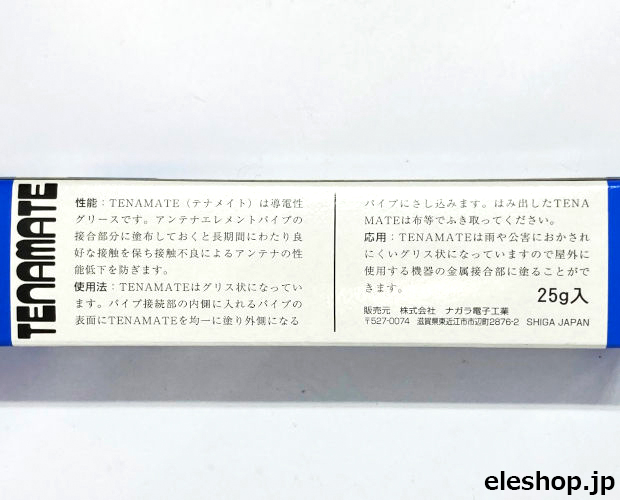 TENAMATE
性能：TENAMATE（テナメイト）は導電性
グリースです。アンテナエレメントパイプの
接合部分に塗布しておくと長期間にわたり良
好な接触を保ち接触不良によるアンテナの性
能低下を防ぎます。
使用法：TENAMATEはグリス状になってい
ます。パイプ接続部の内側に入れるパイプの
表面にTENAMATEを均一に塗り外側になる
パイプにさし込みます。はみ出したTENA
MATEは布等でふき取ってください。
応用：TENAMATEは雨や公害におかされ
にくいグリス状になっていますので屋外に
使用する機器の金属接合部に塗ることがで
きます。
25g入
販売元 株式会社 ナガラ電子工業
〒527-0074 滋賀県東近江市市辺町2876-2 SHIGA JAPAN
eleshop.jp